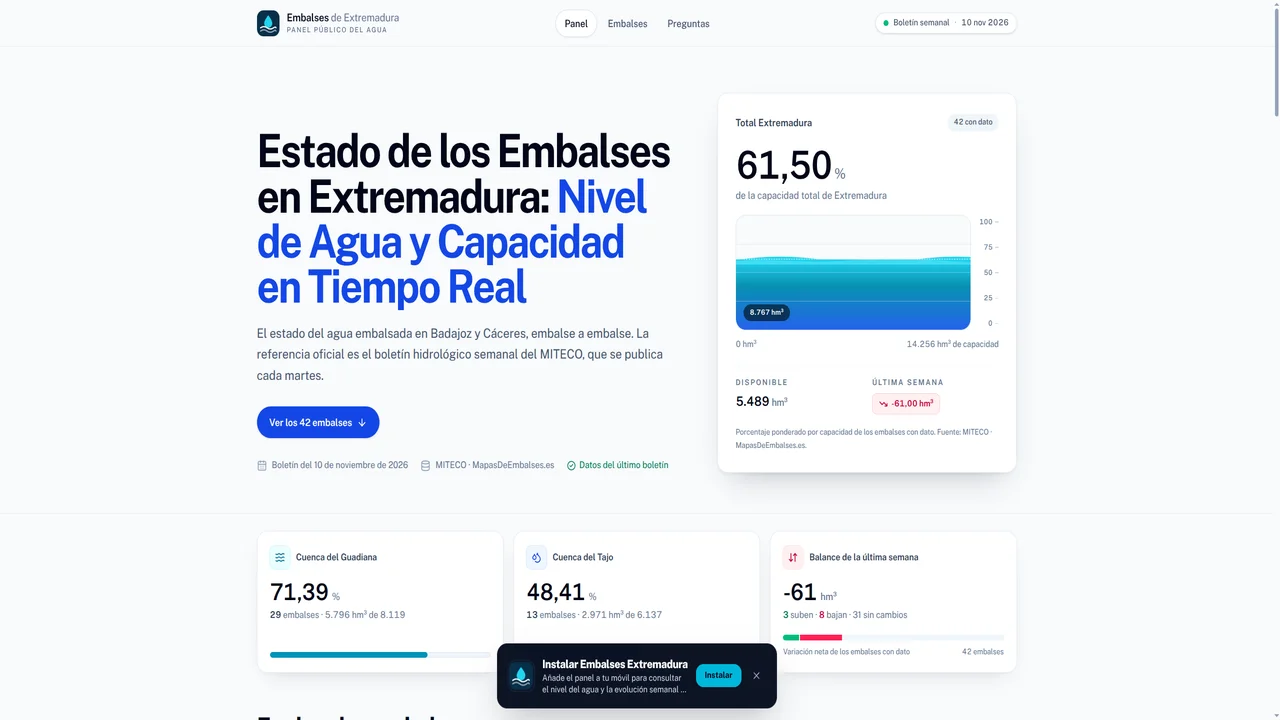 Embalses de Extremadura
PANEL PÚBLICO DEL AGUA
Panel
Embalses
Preguntas
Boletín semanal · 10 nov 2026
Estado de los Embalses
en Extremadura: Nivel
de Agua y Capacidad
en Tiempo Real
El estado del agua embalsada en Badajoz y Cáceres, embalse a embalse. La
referencia oficial es el boletín hidrológico semanal del MITECO, que se publica
cada martes.
Ver los 42 embalses ↓
Boletín del 10 de noviembre de 2026
MITECO · MapasDeEmbalses.es
Datos del último boletín
Total Extremadura
42 con dato
61,50 %
de la capacidad total de Extremadura
100
75
50
25
0
8.767 hm³
0 hm³
14.256 hm³ de capacidad
DISPONIBLE
5.489 hm³
ÚLTIMA SEMANA
-61,00 hm³
Porcentaje ponderado por capacidad de los embalses con dato. Fuente: MITECO ·
MapasDeEmbalses.es.
Cuenca del Guadiana
71,39 %
29 embalses · 5.796 hm³ de 8.119
Cuenca del Tajo
48,41 %
13 embalses · 2.971 hm³ de 6.137
Balance de la última semana
-61 hm³
3 suben · 8 bajan · 31 sin cambios
Variación neta de los embalses con dato
42 embalses
Instalar Embalses Extremadura
Añade el panel a tu móvil para consultar
el nivel del agua y la evolución semanal ...
Instalar